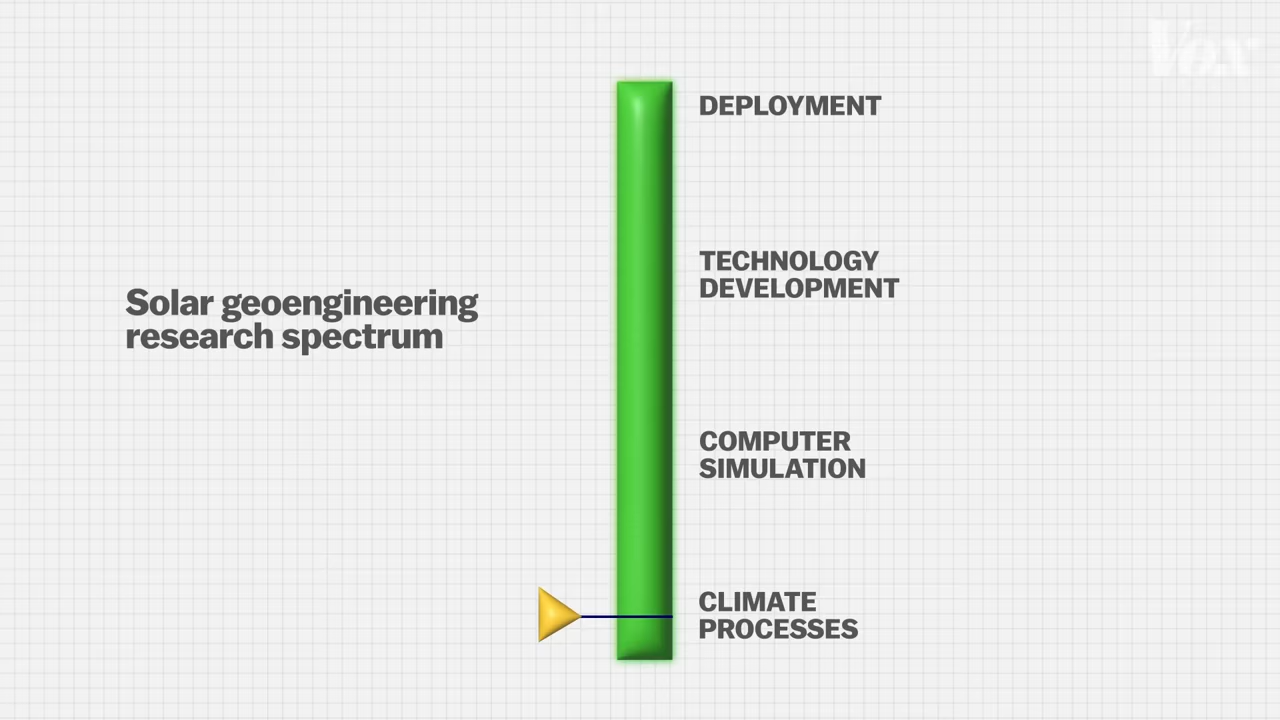 Vox
DEPLOYMENT
TECHNOLOGY
DEVELOPMENT
Solar geoengineering
research spectrum
COMPUTER
SIMULATION
CLIMATE
PROCESSES